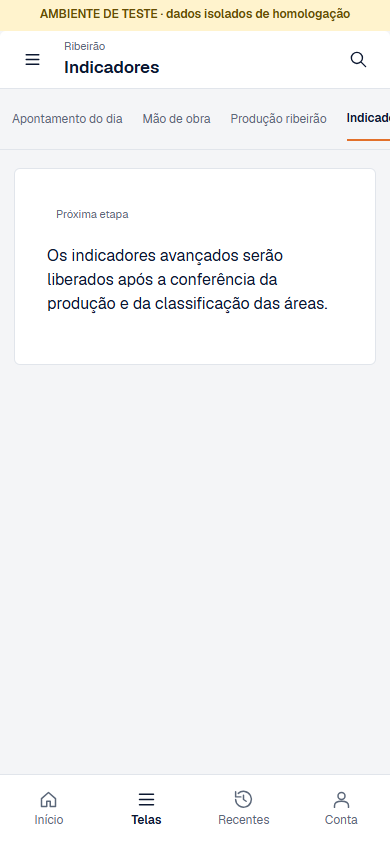 AMBIENTE DE TESTE · dados isolados de homologação
Ribeirão
Indicadores
Apontamento do dia
Mão de obra
Produção ribeirão
Indicad
Próxima etapa
Os indicadores avançados serão
liberados após a conferência da
produção e da classificação das áreas.
Início
Telas
Recentes
Conta